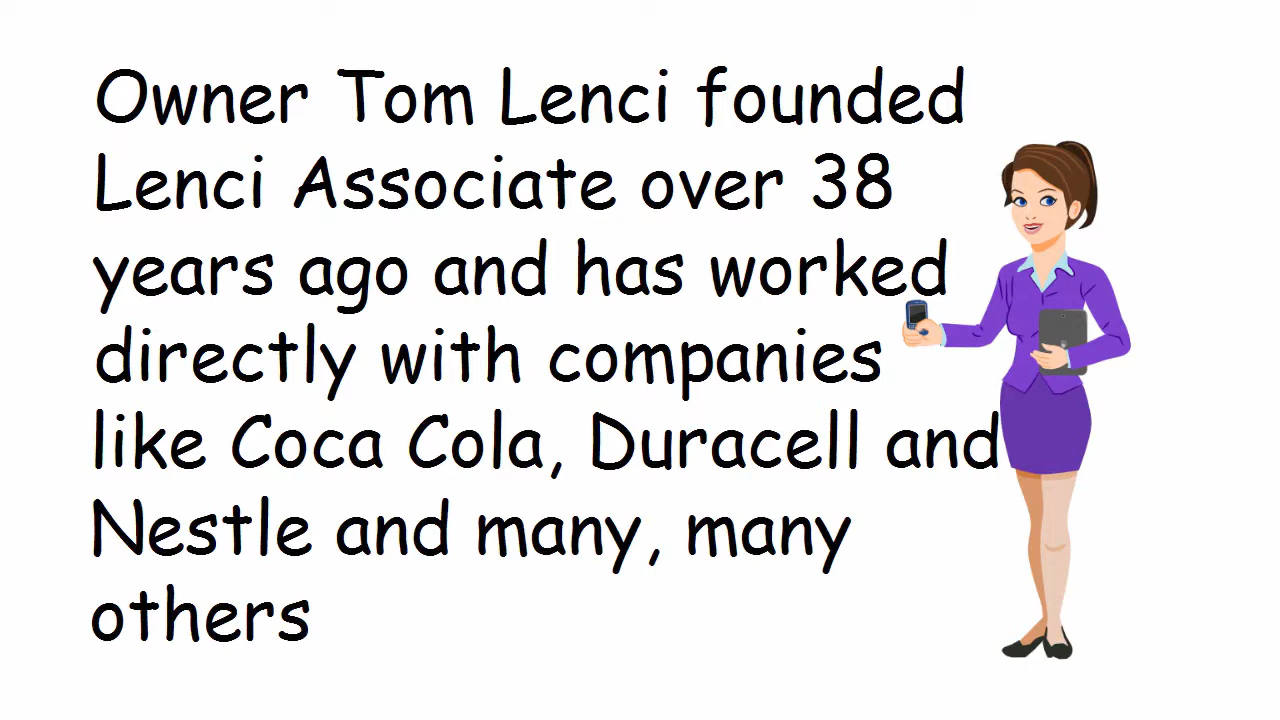 Owner Tom Lenci founded
Lenci Associate over 38
years ago and has worked
directly with companies
like Coca Cola, Duracell and
Nestle and many, many
others